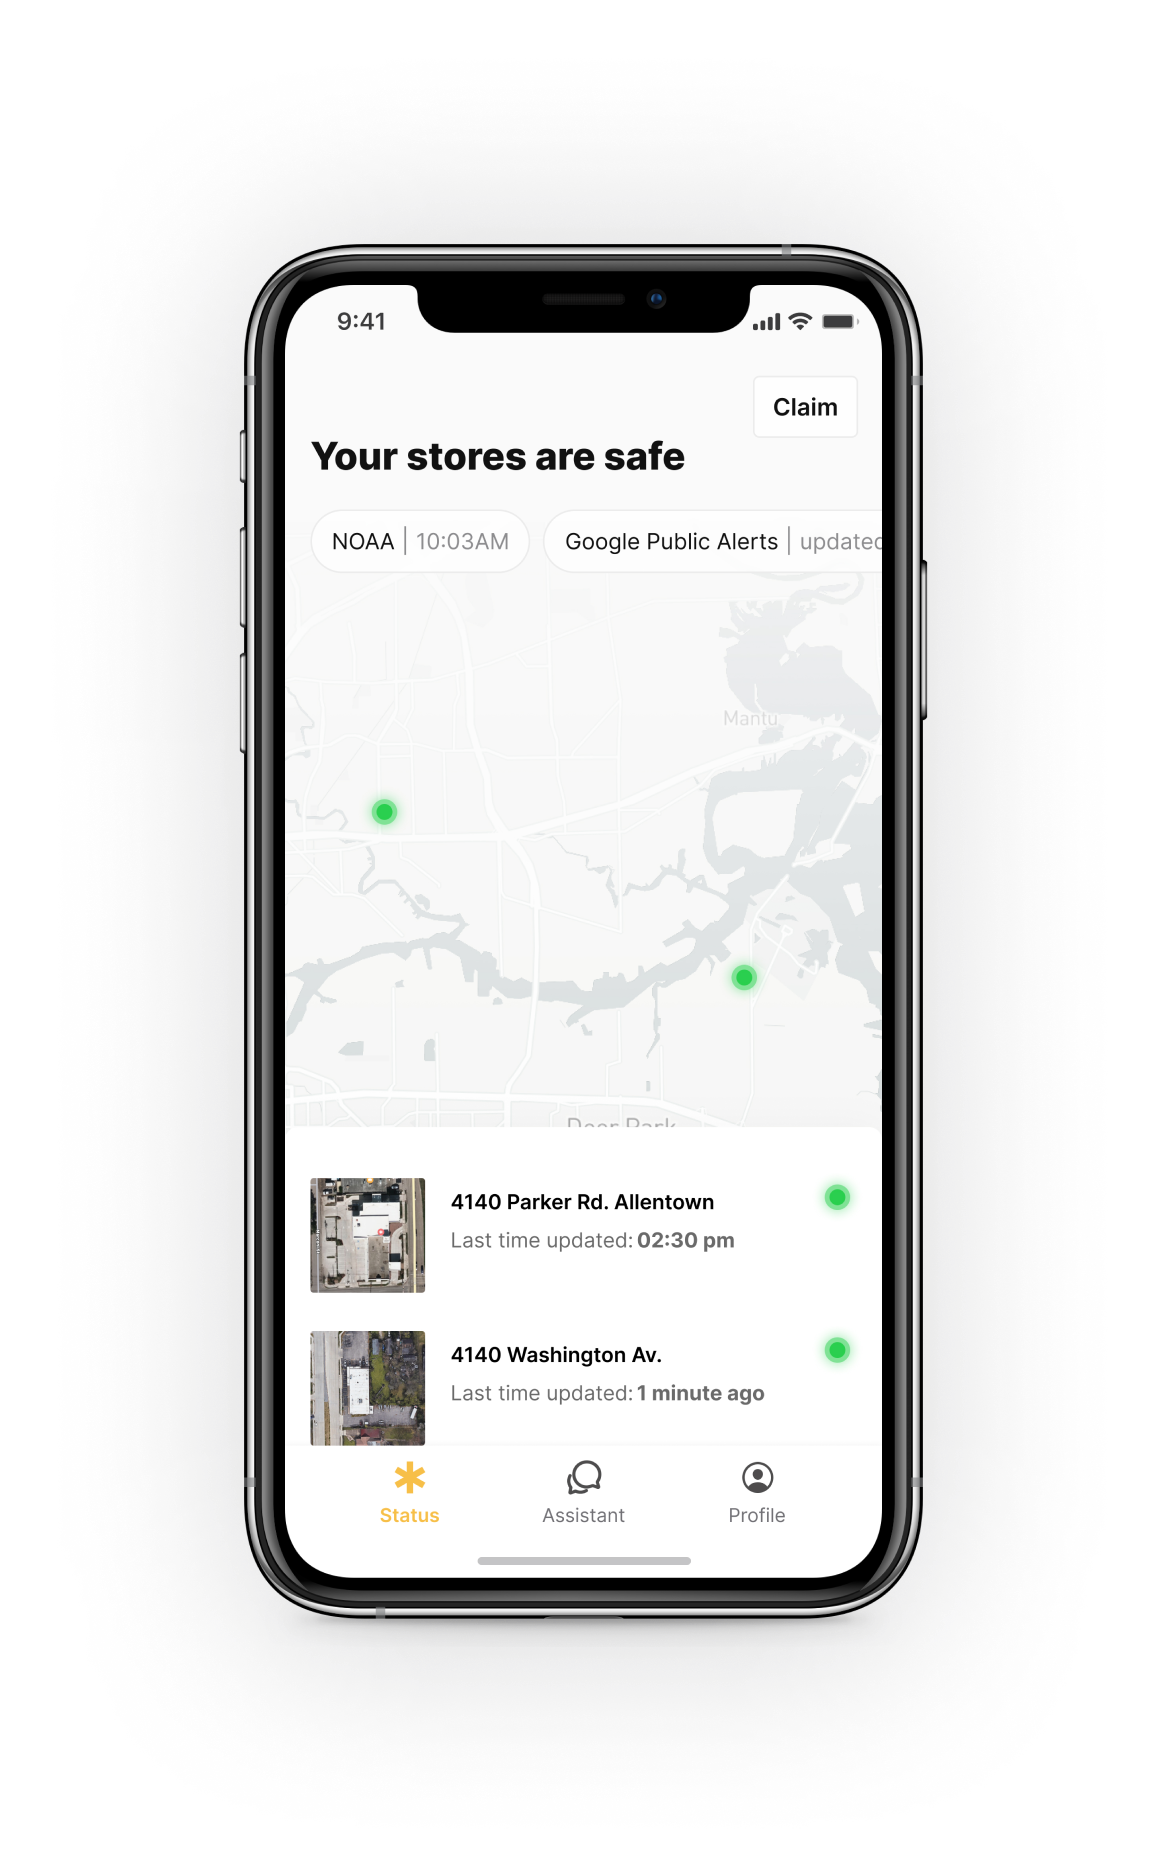 9:41
Claim
Your stores are safe
NOAA | 10:03AM
Google Public Alerts | updated
Mantu
Deer Park
4140 Parker Rd. Allentown
Last time updated: 02:30 pm
4140 Washington Av.
Last time updated: 1 minute ago
Status
Assistant
Profile